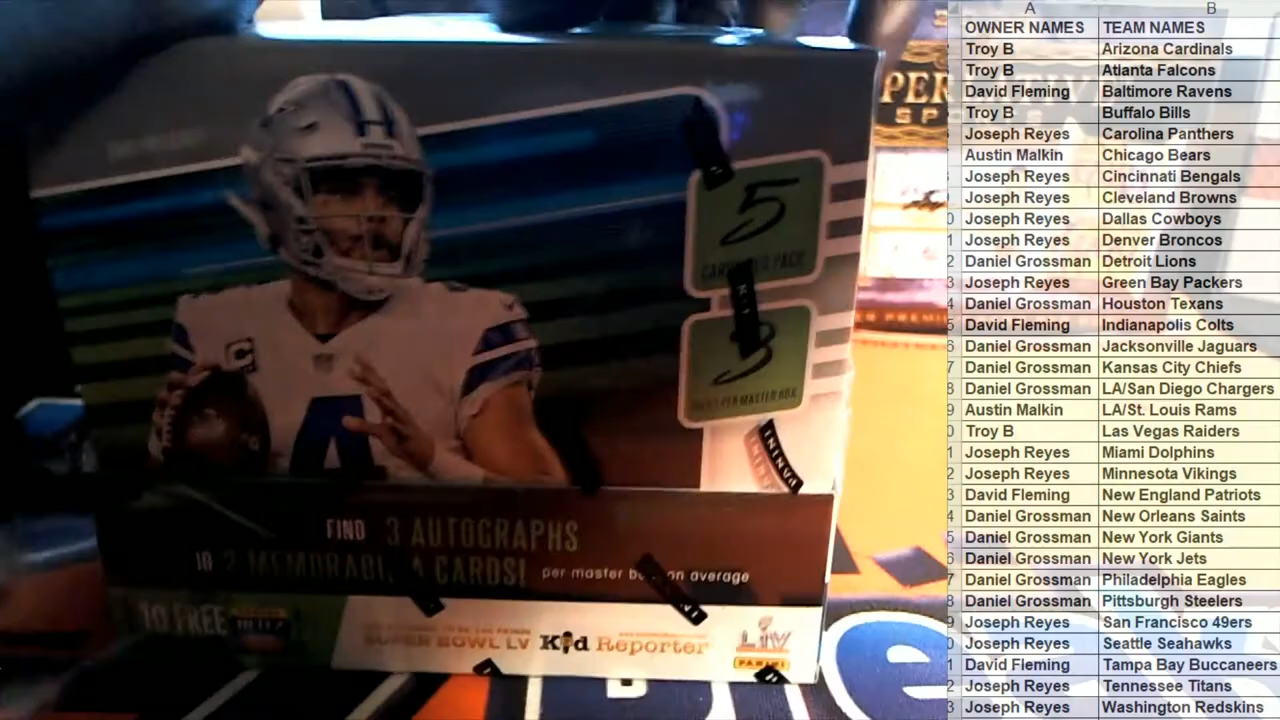 5
CARDS PER PACK
FIND 3 AUTOGRAPHS
per master box on average
SUPER BOWL LV Kid Reporter
LIV
PANINI
PANINI
A B
OWNER NAMES TEAM NAMES
Troy B Arizona Cardinals
Troy B Atlanta Falcons
David Fleming Baltimore Ravens
Troy B Buffalo Bills
Joseph Reyes Carolina Panthers
Austin Malkin Chicago Bears
Joseph Reyes Cincinnati Bengals
Joseph Reyes Cleveland Browns
Joseph Reyes Dallas Cowboys
Joseph Reyes Denver Broncos
Daniel Grossman Detroit Lions
Joseph Reyes Green Bay Packers
Daniel Grossman Houston Texans
David Fleming Indianapolis Colts
Daniel Grossman Jacksonville Jaguars
Daniel Grossman Kansas City Chiefs
Daniel Grossman LA/San Diego Chargers
Austin Malkin LA/St. Louis Rams
Troy B Las Vegas Raiders
Joseph Reyes Miami Dolphins
Joseph Reyes Minnesota Vikings
David Fleming New England Patriots
Daniel Grossman New Orleans Saints
Daniel Grossman New York Giants
Daniel Grossman New York Jets
Daniel Grossman Philadelphia Eagles
Daniel Grossman Pittsburgh Steelers
Joseph Reyes San Francisco 49ers
Joseph Reyes Seattle Seahawks
David Fleming Tampa Bay Buccaneers
Joseph Reyes Tennessee Titans
Joseph Reyes Washington Redskins